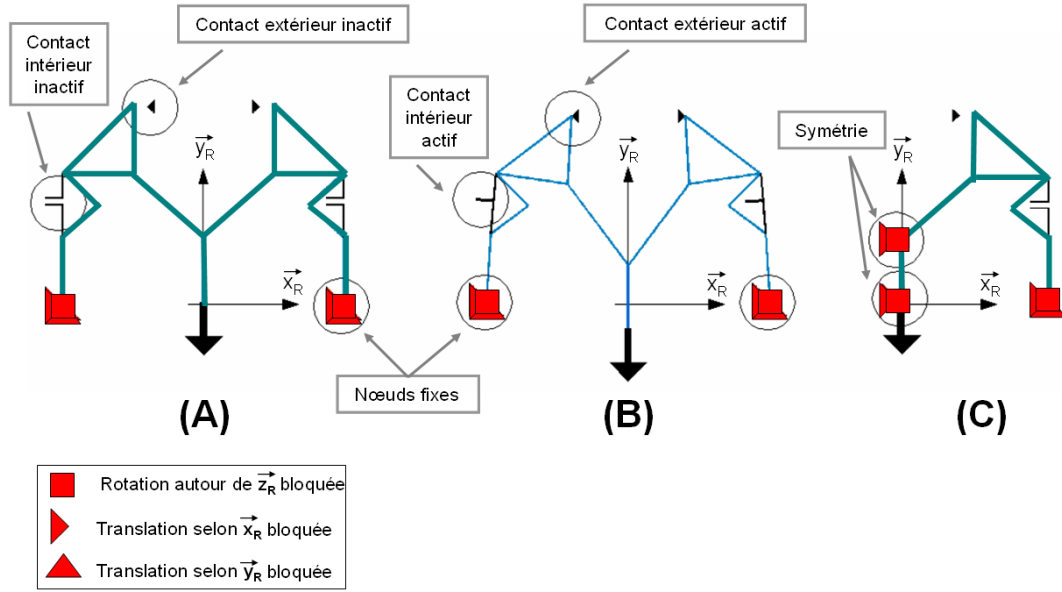 Contact extérieur inactif
Contact extérieur actif
Contact
intérieur
inactif
Contact
intérieur
actif
Symétrie
y_R
y_R
y_R
x_R
x_R
x_R
Nœuds fixes
(A)
(B)
(C)
Rotation autour de z_R bloquée
Translation selon x_R bloquée
Translation selon y_R bloquée